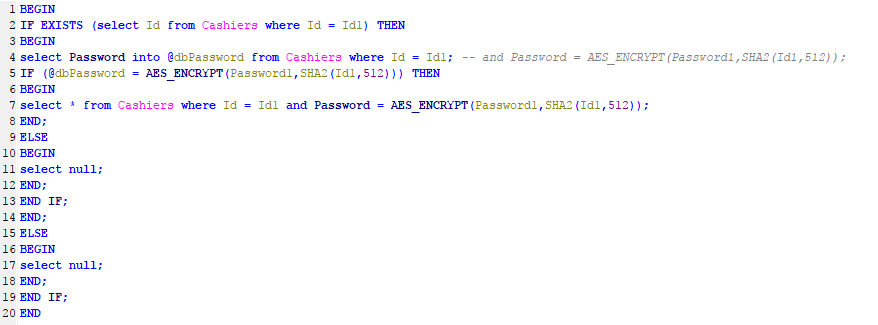 1 BEGIN
2 IF EXISTS (select Id from Cashiers where Id = Id1) THEN
3 BEGIN
4 select Password into @dbPassword from Cashiers where Id = Id1; -- and Password = AES_ENCRYPT(Password1,SHA2(Id1,512));
5 IF (@dbPassword = AES_ENCRYPT(Password1,SHA2(Id1,512))) THEN
6 BEGIN
7 select * from Cashiers where Id = Id1 and Password = AES_ENCRYPT(Password1,SHA2(Id1,512));
8 END;
9 ELSE
10 BEGIN
11 select null;
12 END;
13 END IF;
14 END;
15 ELSE
16 BEGIN
17 select null;
18 END;
19 END IF;
20 END